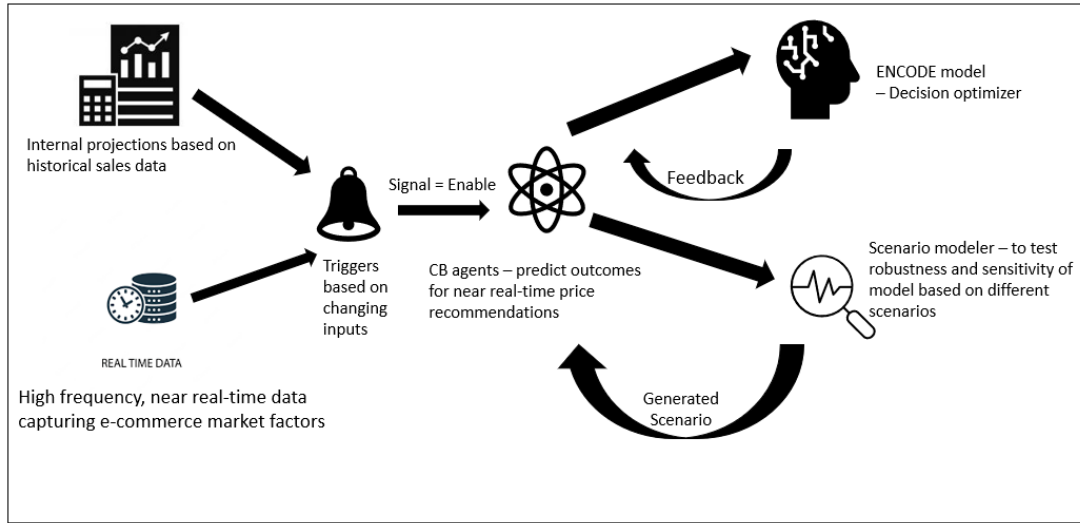 Internal projections based on
historical sales data
REAL TIME DATA
High frequency, near real-time data
capturing e-commerce market factors
Triggers
based on
changing
inputs
Signal = Enable
CB agents – predict outcomes
for near real-time price
recommendations
ENCODE model
– Decision optimizer
Feedback
Scenario modeler – to test
robustness and sensitivity of
model based on different
scenarios
Generated
Scenario